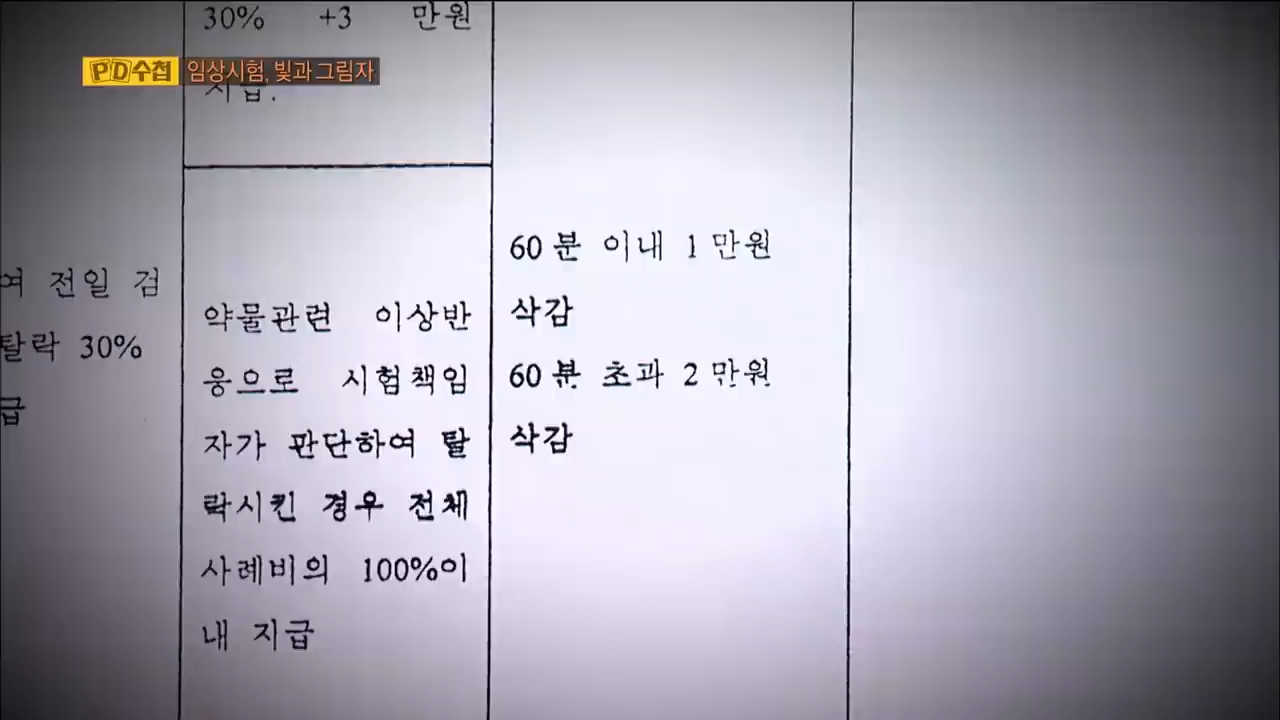 30% +3 만원
PD수첩 임상시험, 빛과 그림자
지급.
여 전일 검
탈락 30%
급
약물관련 이상반
응으로 시험책임
자가 판단하여 탈
락시킨 경우 전체
사례비의 100%이
내 지급
60분 이내 1만원
삭감
60분 초과 2만원
삭감